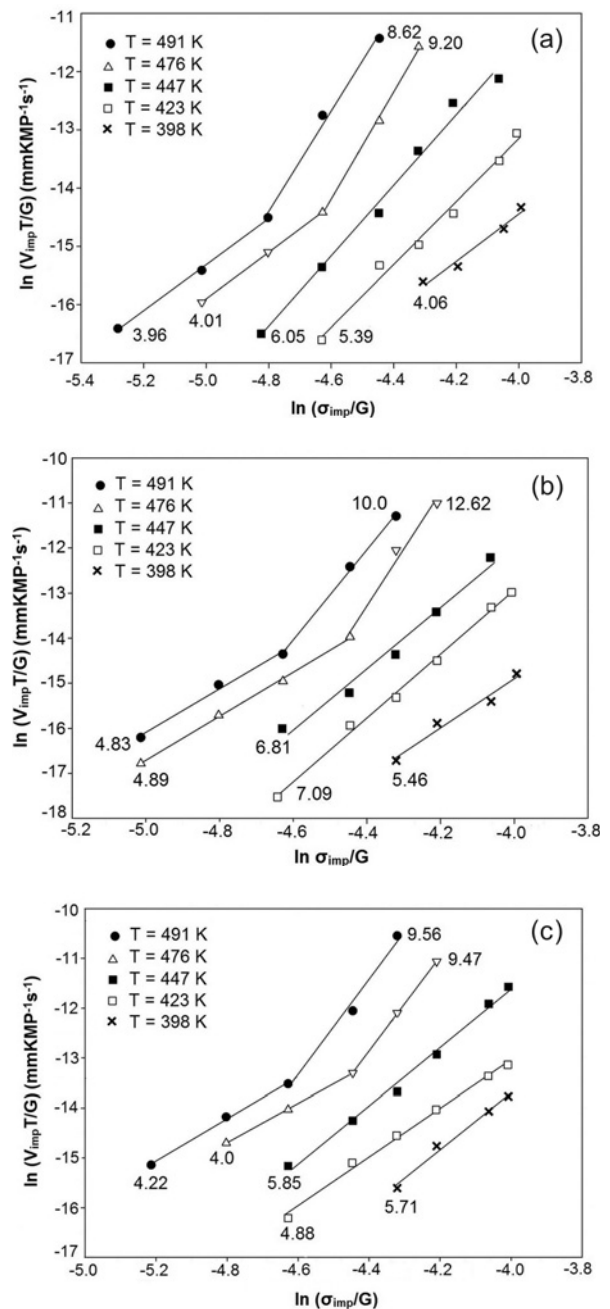 (a)
● T = 491 K
△ T = 476 K
■ T = 447 K
□ T = 423 K
× T = 398 K
8.62
9.20
3.96
4.01
6.05
5.39
4.06
-11
-12
-13
-14
-15
-16
-17
ln (VimpT/G) (mmKMP⁻¹s⁻¹)
-5.4 -5.2 -5.0 -4.8 -4.6 -4.4 -4.2 -4.0 -3.8
ln (σimp/G)
(b)
● T = 491 K
△ T = 476 K
■ T = 447 K
□ T = 423 K
× T = 398 K
10.0
12.62
4.83
4.89
6.81
7.09
5.46
-10
-11
-12
-13
-14
-15
-16
-17
-18
ln (VimpT/G) (mmKMP⁻¹s⁻¹)
-5.2 -5.0 -4.8 -4.6 -4.4 -4.2 -4.0 -3.8
ln σimp/G
(c)
● T = 491 K
△ T = 476 K
■ T = 447 K
□ T = 423 K
× T = 398 K
9.56
9.47
4.22
4.0
5.85
4.88
5.71
-10
-11
-12
-13
-14
-15
-16
-17
ln (VimpT/G) (mmKMP⁻¹s⁻¹)
-5.2 -5.0 -4.8 -4.6 -4.4 -4.2 -4.0 -3.8
ln (σimp/G)